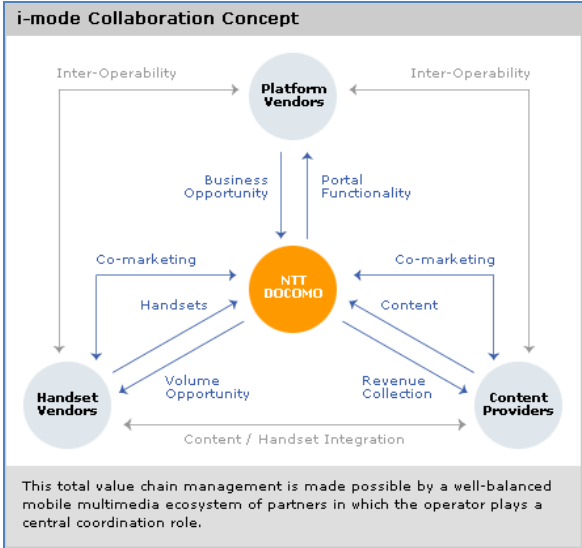 i-mode Collaboration Concept
Inter-Operability
Inter-Operability
Platform
Vendors
Business
Opportunity
Portal
Functionality
Co-marketing
Co-marketing
NTT
DOCOMO
Handsets
Content
Volume
Opportunity
Revenue
Collection
Handset
Vendors
Content
Providers
Content / Handset Integration
This total value chain management is made possible by a well-balanced
mobile multimedia ecosystem of partners in which the operator plays a
central coordination role.